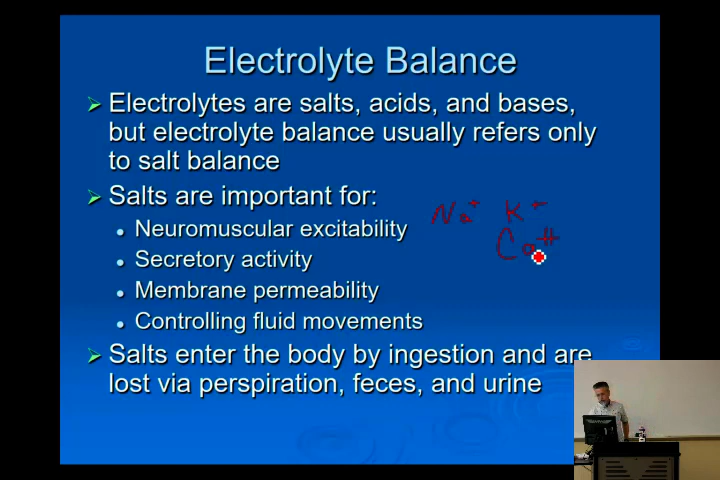 Electrolyte Balance
Electrolytes are salts, acids, and bases,
but electrolyte balance usually refers only
to salt balance
Salts are important for:
Neuromuscular excitability
Na+ K+
Secretory activity
Ca++
Membrane permeability
Controlling fluid movements
Salts enter the body by ingestion and are
lost via perspiration, feces, and urine